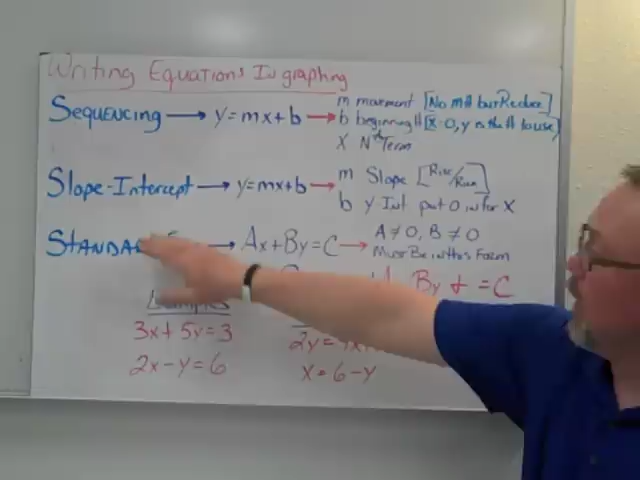 Writing Equations In graphing
Sequencing → y=mx+b → m movement [No m# but Reduce]
b beginning # [x=0, y is the # to use]
X Nth Term
Slope-Intercept → y=mx+b → m Slope [Rise/Run]
b y Int put 0 in for X
STANDA → Ax+By=C → A≠0, B≠0
Must Be in this Form
By + = C
Examples
3x+5y=3
2y=
2x-y=6
x=6-y